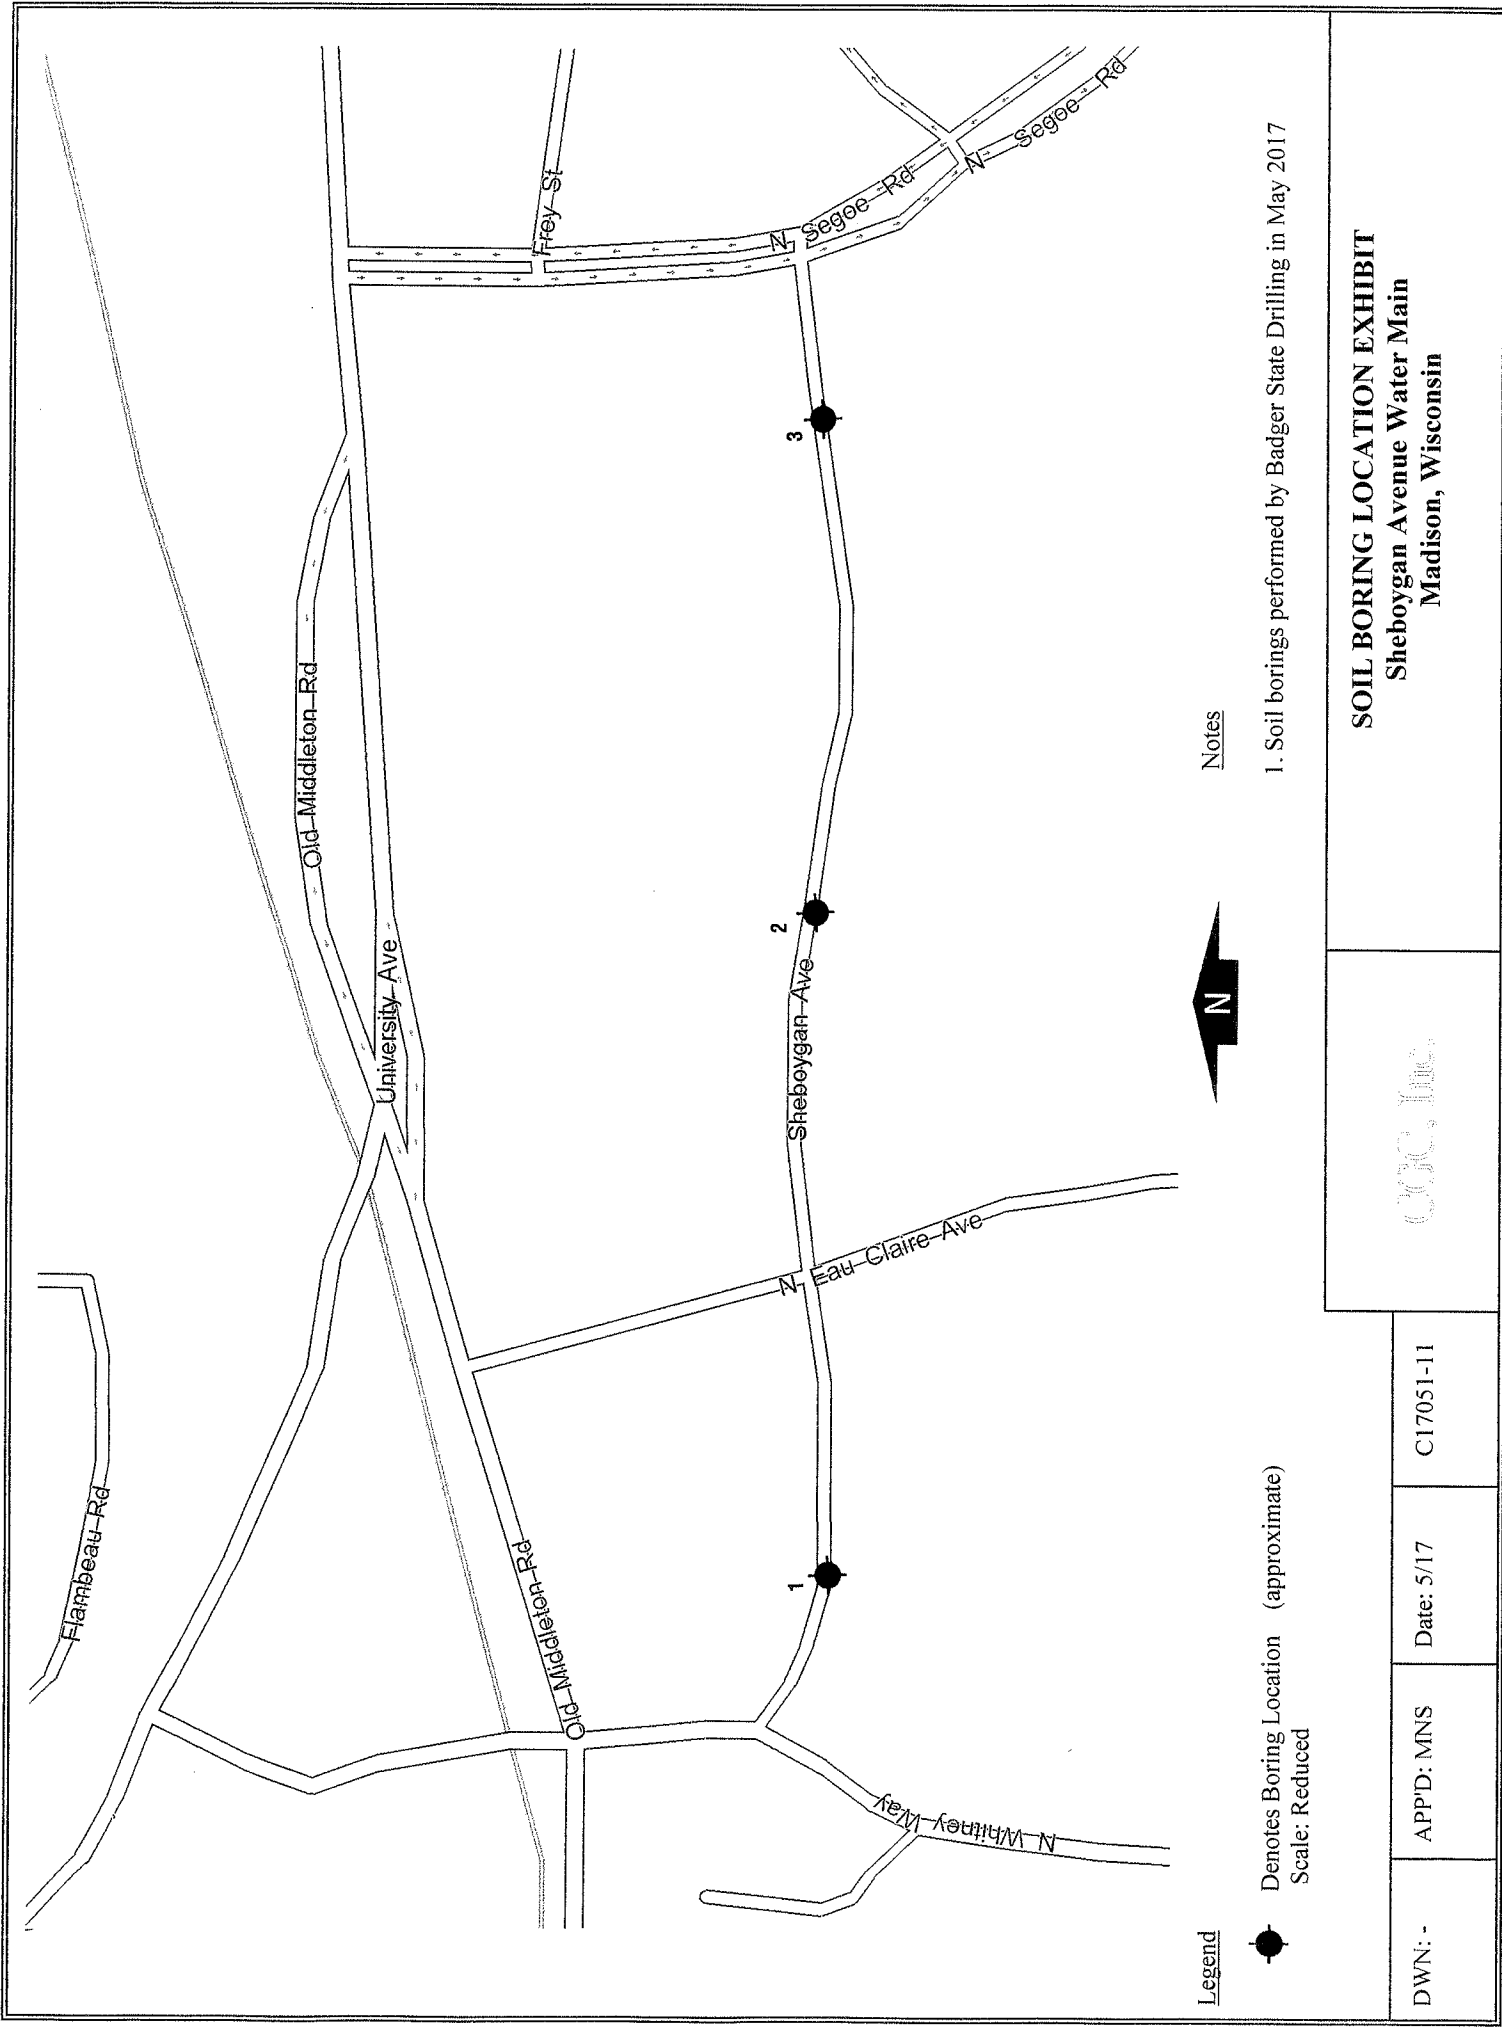 Flambeau Rd
Old Middleton Rd
University Ave
Frey St
Old Middleton Rd
N Segoe Rd
N Segoe Rd
Sheboygan Ave
N Eau Claire Ave
N Whitney Way
1
2
3
N
Legend
Denotes Boring Location (approximate)
Scale: Reduced
Notes
1. Soil borings performed by Badger State Drilling in May 2017
DWN: -
APP'D: MNS
Date: 5/17
C17051-11
CGC, Inc.
SOIL BORING LOCATION EXHIBIT
Sheboygan Avenue Water Main
Madison, Wisconsin